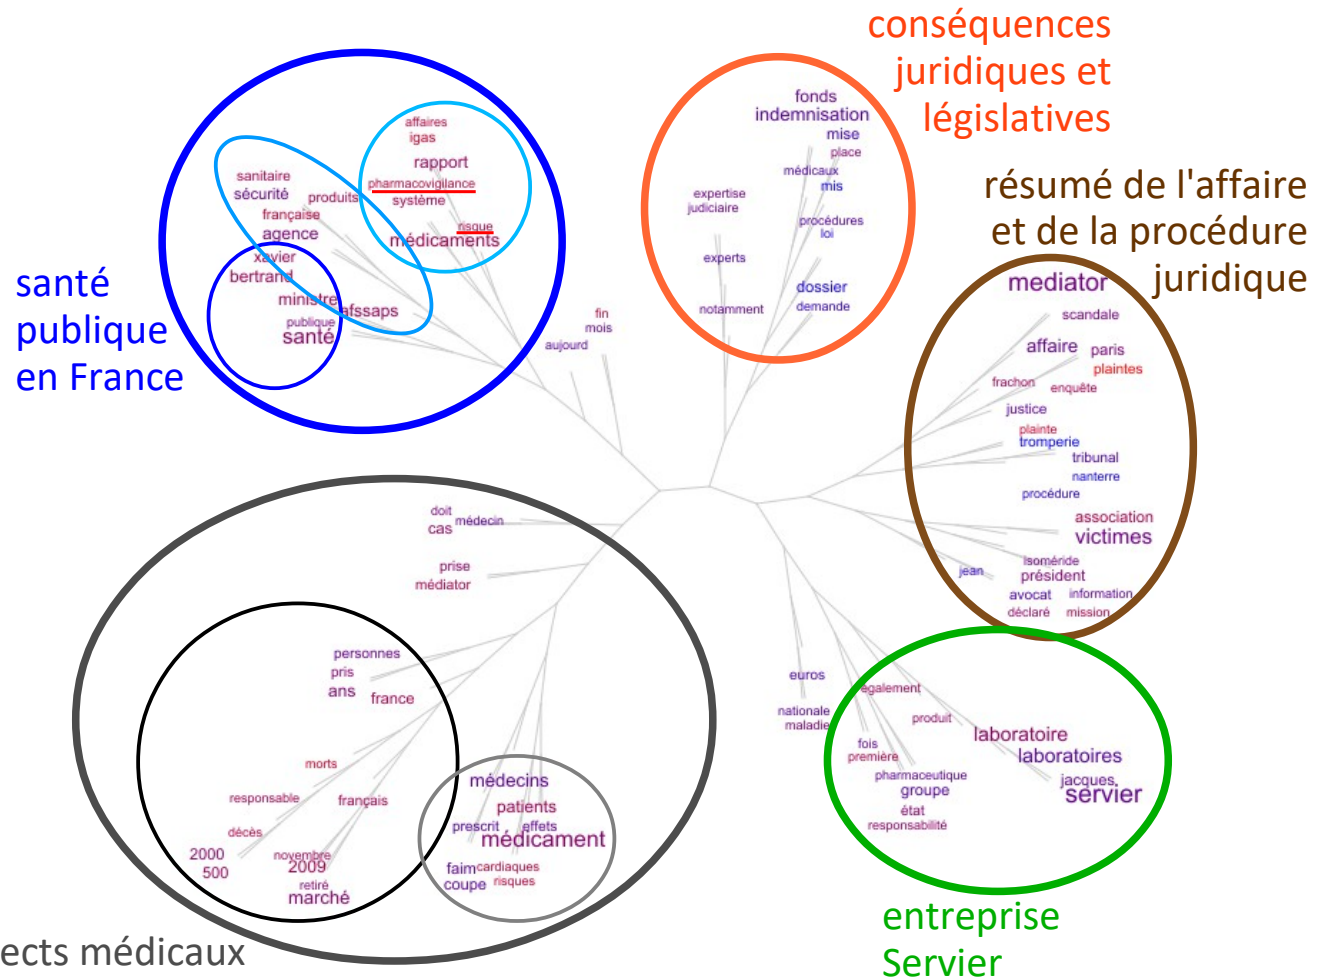 conséquences
juridiques et
législatives
résumé de l'affaire
et de la procédure
juridique
santé
publique
en France
affaires
igas
rapport
pharmacovigilance
système
risque
médicaments
sanitaire
sécurité
produits
française
agence
xavier
bertrand
ministre
afssaps
publique
santé
fin
mois
aujourd
fonds
indemnisation
mise
place
médicaux
mis
expertise
judiciaire
procédures
loi
experts
dossier
notamment
demande
mediator
scandale
affaire
paris
plaintes
frachon
enquête
justice
plainte
tromperie
tribunal
nanterre
procédure
association
victimes
isoméride
jean
président
avocat
information
déclaré
mission
doit
cas
médecin
prise
médiator
personnes
pris
ans
france
morts
responsable
français
décès
2000
500
novembre
2009
retiré
marché
médecins
patients
prescrit
effets
médicament
faim
cardiaques
coupe
risques
euros
nationale
maladie
également
produit
laboratoire
laboratoires
fois
première
pharmaceutique
groupe
jacques
servier
état
responsabilité
entreprise
Servier
ects médicaux